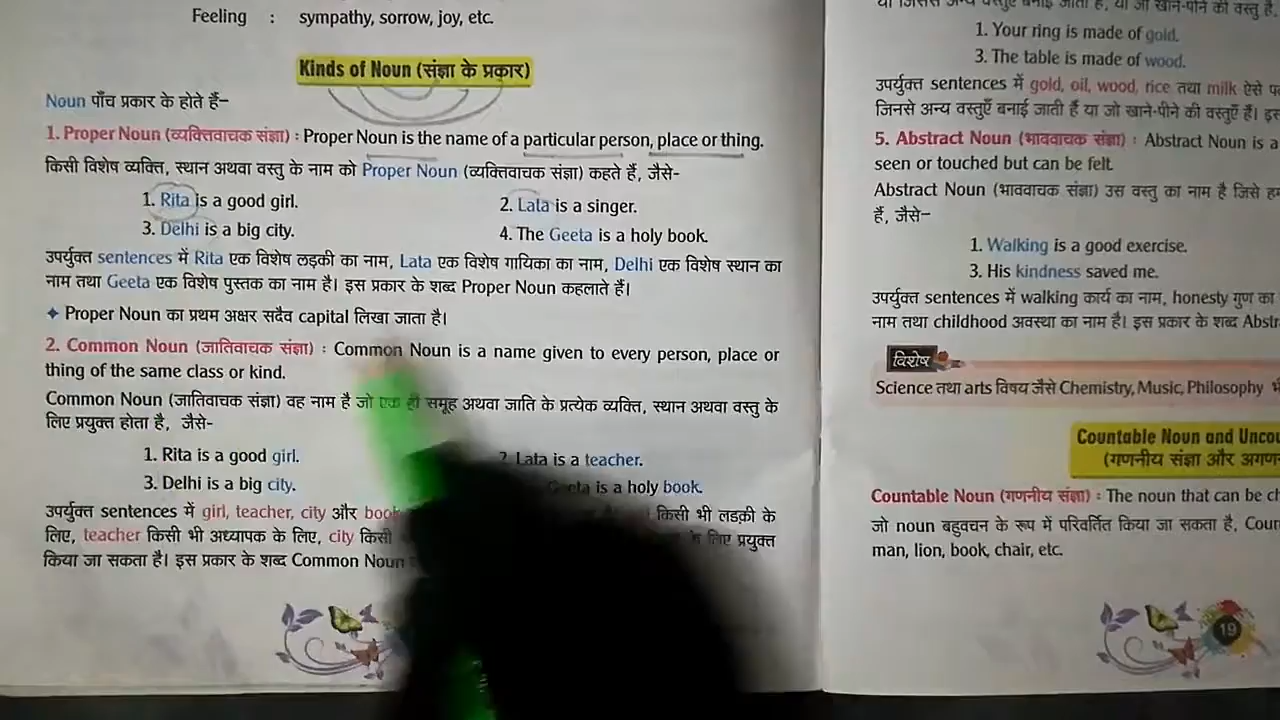 Feeling : sympathy, sorrow, joy, etc.
Kinds of Noun (संज्ञा के प्रकार)
Noun पाँच प्रकार के होते हैं–
1. Proper Noun (व्यक्तिवाचक संज्ञा) : Proper Noun is the name of a particular person, place or thing.
किसी विशेष व्यक्ति, स्थान अथवा वस्तु के नाम को Proper Noun (व्यक्तिवाचक संज्ञा) कहते हैं, जैसे–
1. Rita is a good girl. 2. Lata is a singer.
3. Delhi is a big city. 4. The Geeta is a holy book.
उपर्युक्त sentences में Rita एक विशेष लड़की का नाम, Lata एक विशेष गायिका का नाम, Delhi एक विशेष स्थान का
नाम तथा Geeta एक विशेष पुस्तक का नाम है। इस प्रकार के शब्द Proper Noun कहलाते हैं।
✦ Proper Noun का प्रथम अक्षर सदैव capital लिखा जाता है।
2. Common Noun (जातिवाचक संज्ञा) : Common Noun is a name given to every person, place or
thing of the same class or kind.
Common Noun (जातिवाचक संज्ञा) वह नाम है जो एक ही समूह अथवा जाति के प्रत्येक व्यक्ति, स्थान अथवा वस्तु के
लिए प्रयुक्त होता है, जैसे–
1. Rita is a good girl. 2. Lata is a teacher.
3. Delhi is a big city. Geeta is a holy book.
उपर्युक्त sentences में girl, teacher, city और book किसी भी लडक़ी के
लिए, teacher किसी भी अध्यापक के लिए, city किसी के लिए प्रयुक्त
किया जा सकता है। इस प्रकार के शब्द Common Noun
या जिससे अन्य वस्तुएँ बनाई जाती हैं, या जो खाने-पीने की वस्तु है,
1. Your ring is made of gold.
3. The table is made of wood.
उपर्युक्त sentences में gold, oil, wood, rice तथा milk ऐसे
जिनसे अन्य वस्तुएँ बनाई जाती हैं या जो खाने-पीने की वस्तुएँ हैं।
5. Abstract Noun (भाववाचक संज्ञा) : Abstract Noun is a
seen or touched but can be felt.
Abstract Noun (भाववाचक संज्ञा) उस वस्तु का नाम है जिसे
हैं, जैसे–
1. Walking is a good exercise.
3. His kindness saved me.
उपर्युक्त sentences में walking कार्य का नाम, honesty गुण का
नाम तथा childhood अवस्था का नाम है। इस प्रकार के शब्द
विशेष
Science तथा arts विषय जैसे Chemistry, Music, Philosophy
Countable Noun and
(गणनीय संज्ञा और
Countable Noun (गणनीय संज्ञा) : The noun that can be
जो noun बहुवचन के रूप में परिवर्तित किया जा सकता है,
man, lion, book, chair, etc.
19